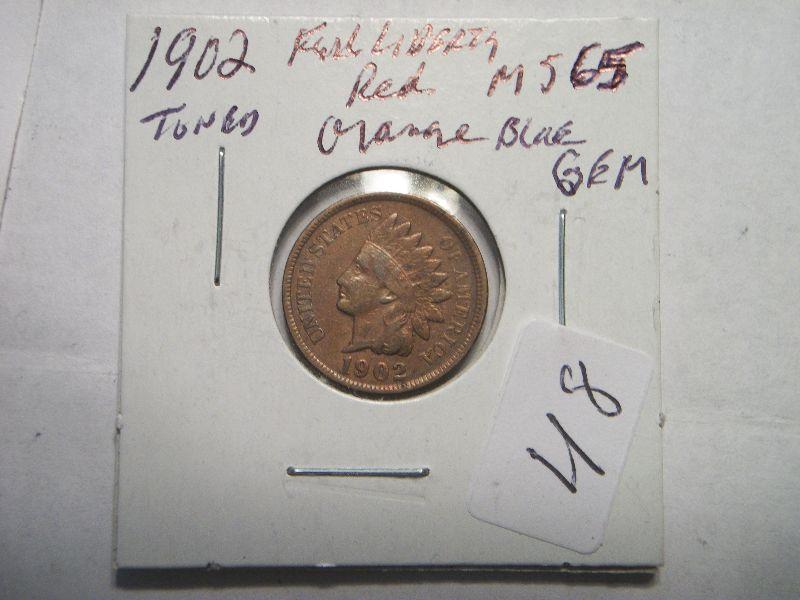 1902 Full LIBERTY
Red MS65
TONED Orange BLUE
GEM
UNITED STATES OF AMERICA
1902
48